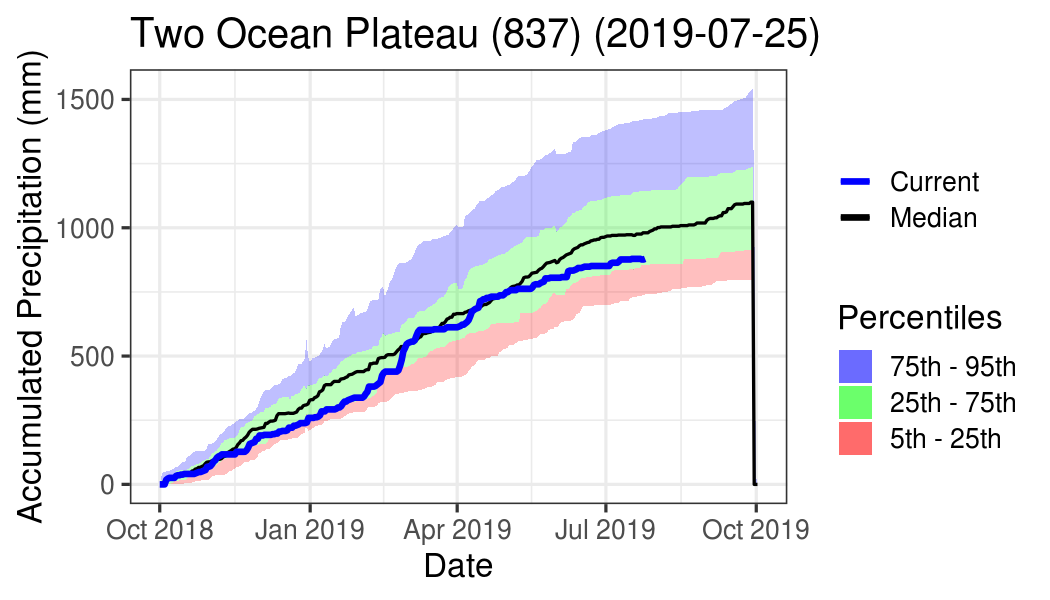 Two Ocean Plateau (837) (2019-07-25)
Accumulated Precipitation (mm)
1500
1000
500
0
Oct 2018
Jan 2019
Apr 2019
Jul 2019
Oct 2019
Date
Current
Median
Percentiles
75th - 95th
25th - 75th
5th - 25th